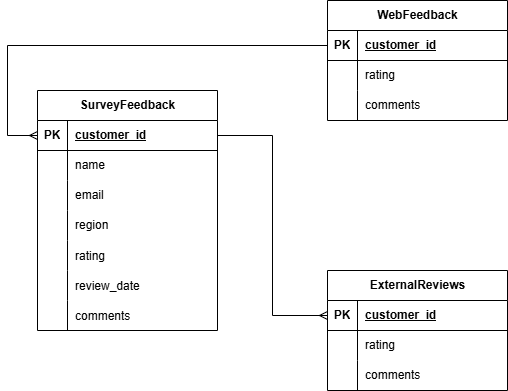 WebFeedback
PK customer_id
rating
comments
SurveyFeedback
PK customer_id
name
email
region
rating
review_date
comments
ExternalReviews
PK customer_id
rating
comments